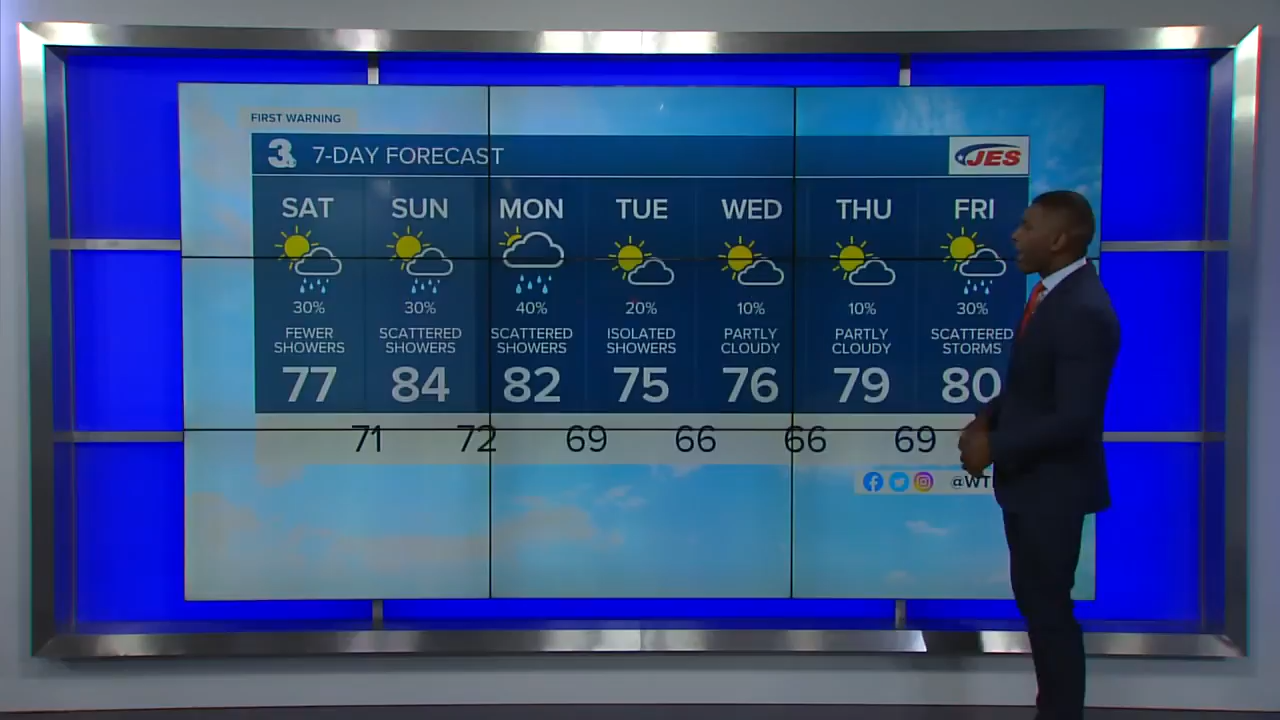 FIRST WARNING
3 7-DAY FORECAST JES
SAT SUN MON TUE WED THU FRI
30% 30% 40% 20% 10% 10% 30%
FEWER SCATTERED SCATTERED ISOLATED PARTLY PARTLY SCATTERED
SHOWERS SHOWERS SHOWERS SHOWERS CLOUDY CLOUDY STORMS
77 84 82 75 76 79 80
71 72 69 66 66 69